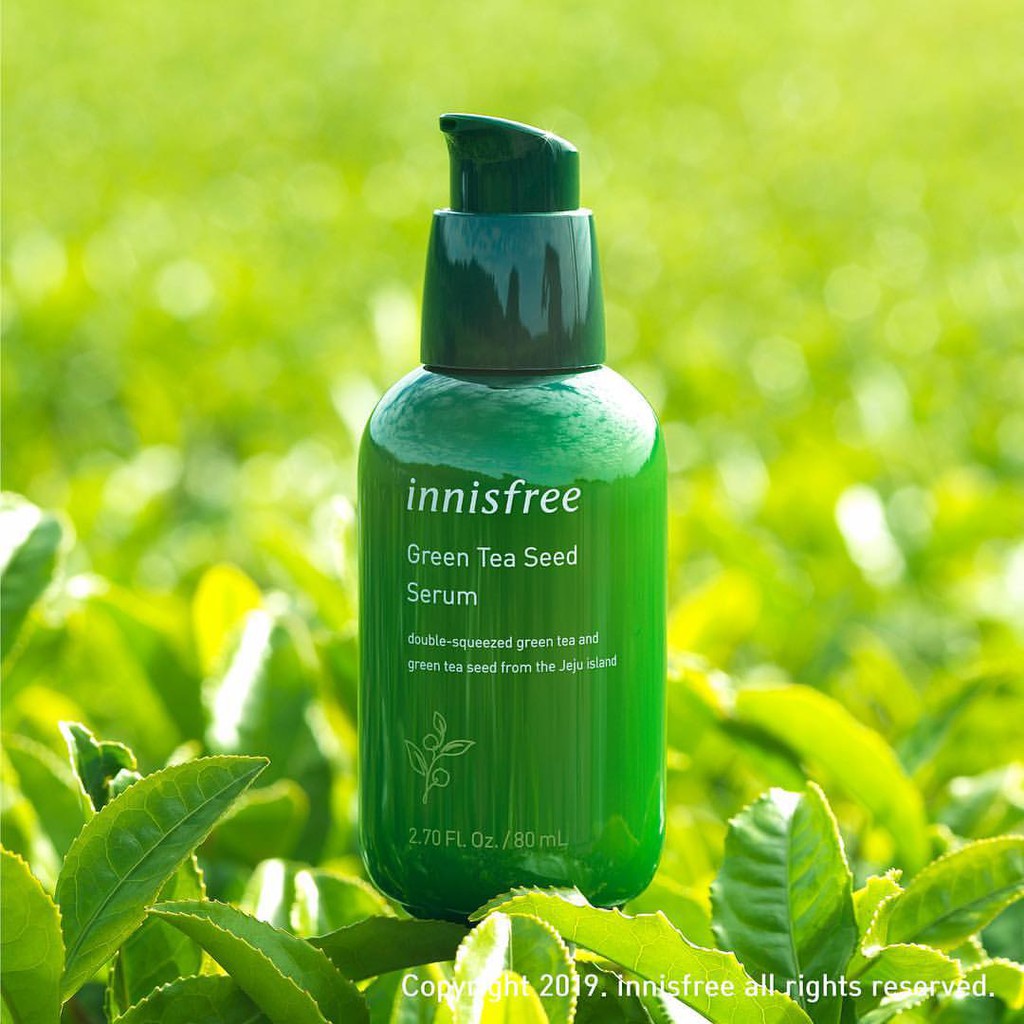 innisfree
Green Tea Seed
Serum
double-squeezed green tea and
green tea seed from the Jeju island
2.70 FL. Oz. / 80 mL
Copyright 2019. innisfree all rights reserved.